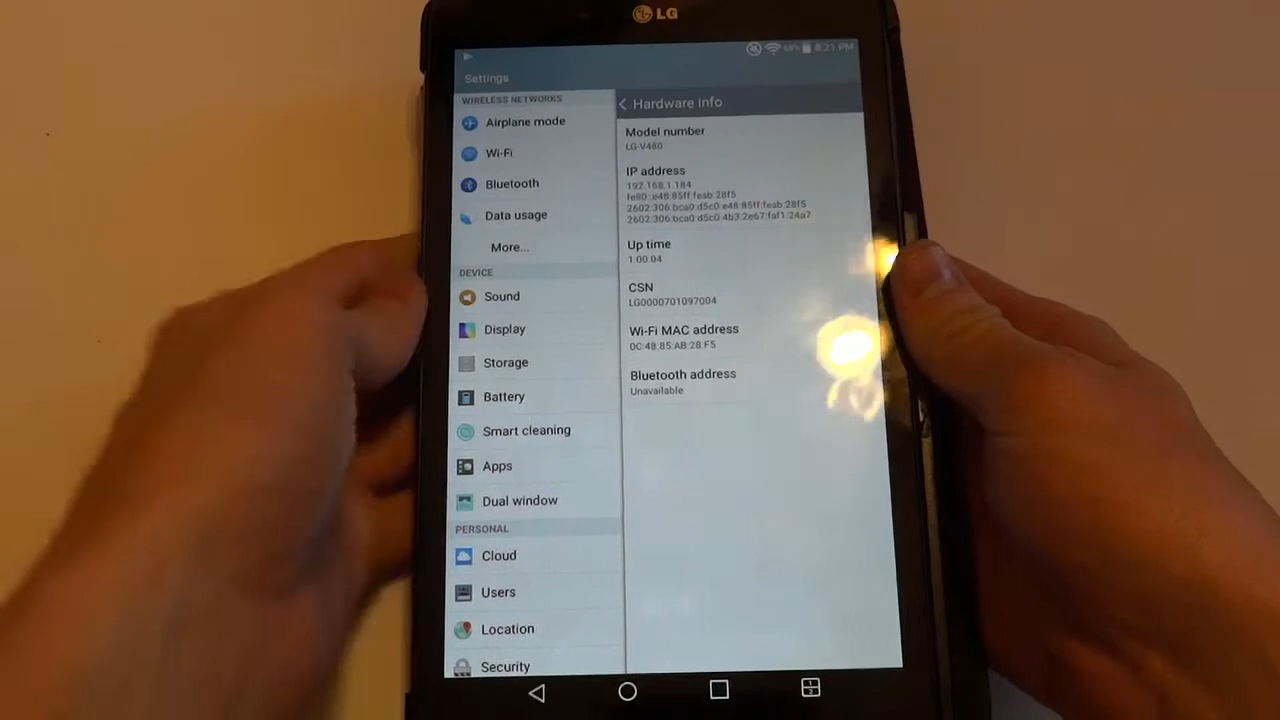 LG
68% 8:21 PM
Settings
WIRELESS NETWORKS
Airplane mode
Wi-Fi
Bluetooth
Data usage
More...
DEVICE
Sound
Display
Storage
Battery
Smart cleaning
Apps
Dual window
PERSONAL
Cloud
Users
Location
Security
Hardware info
Model number
LG-V480
IP address
192.168.1.184
fe80::e48:85ff:feab:28f5
2602:306:bca0:d5c0:e48:85ff:feab:28f5
2602:306:bca0:d5c0:4b3:2e67:faf1:24a7
Up time
1:00:04
CSN
LG0000701097004
Wi-Fi MAC address
0C:48:85:AB:28:F5
Bluetooth address
Unavailable